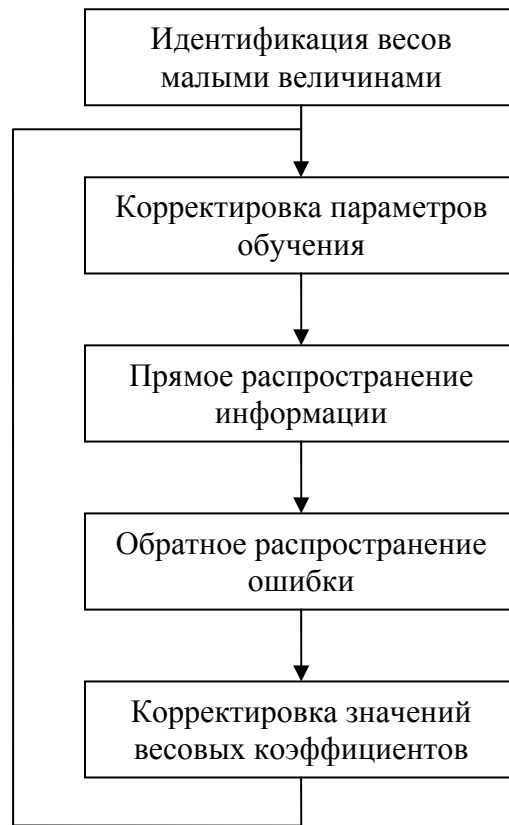 Идентификация весов
малыми величинами
Корректировка параметров
обучения
Прямое распространение
информации
Обратное распространение
ошибки
Корректировка значений
весовых коэффициентов